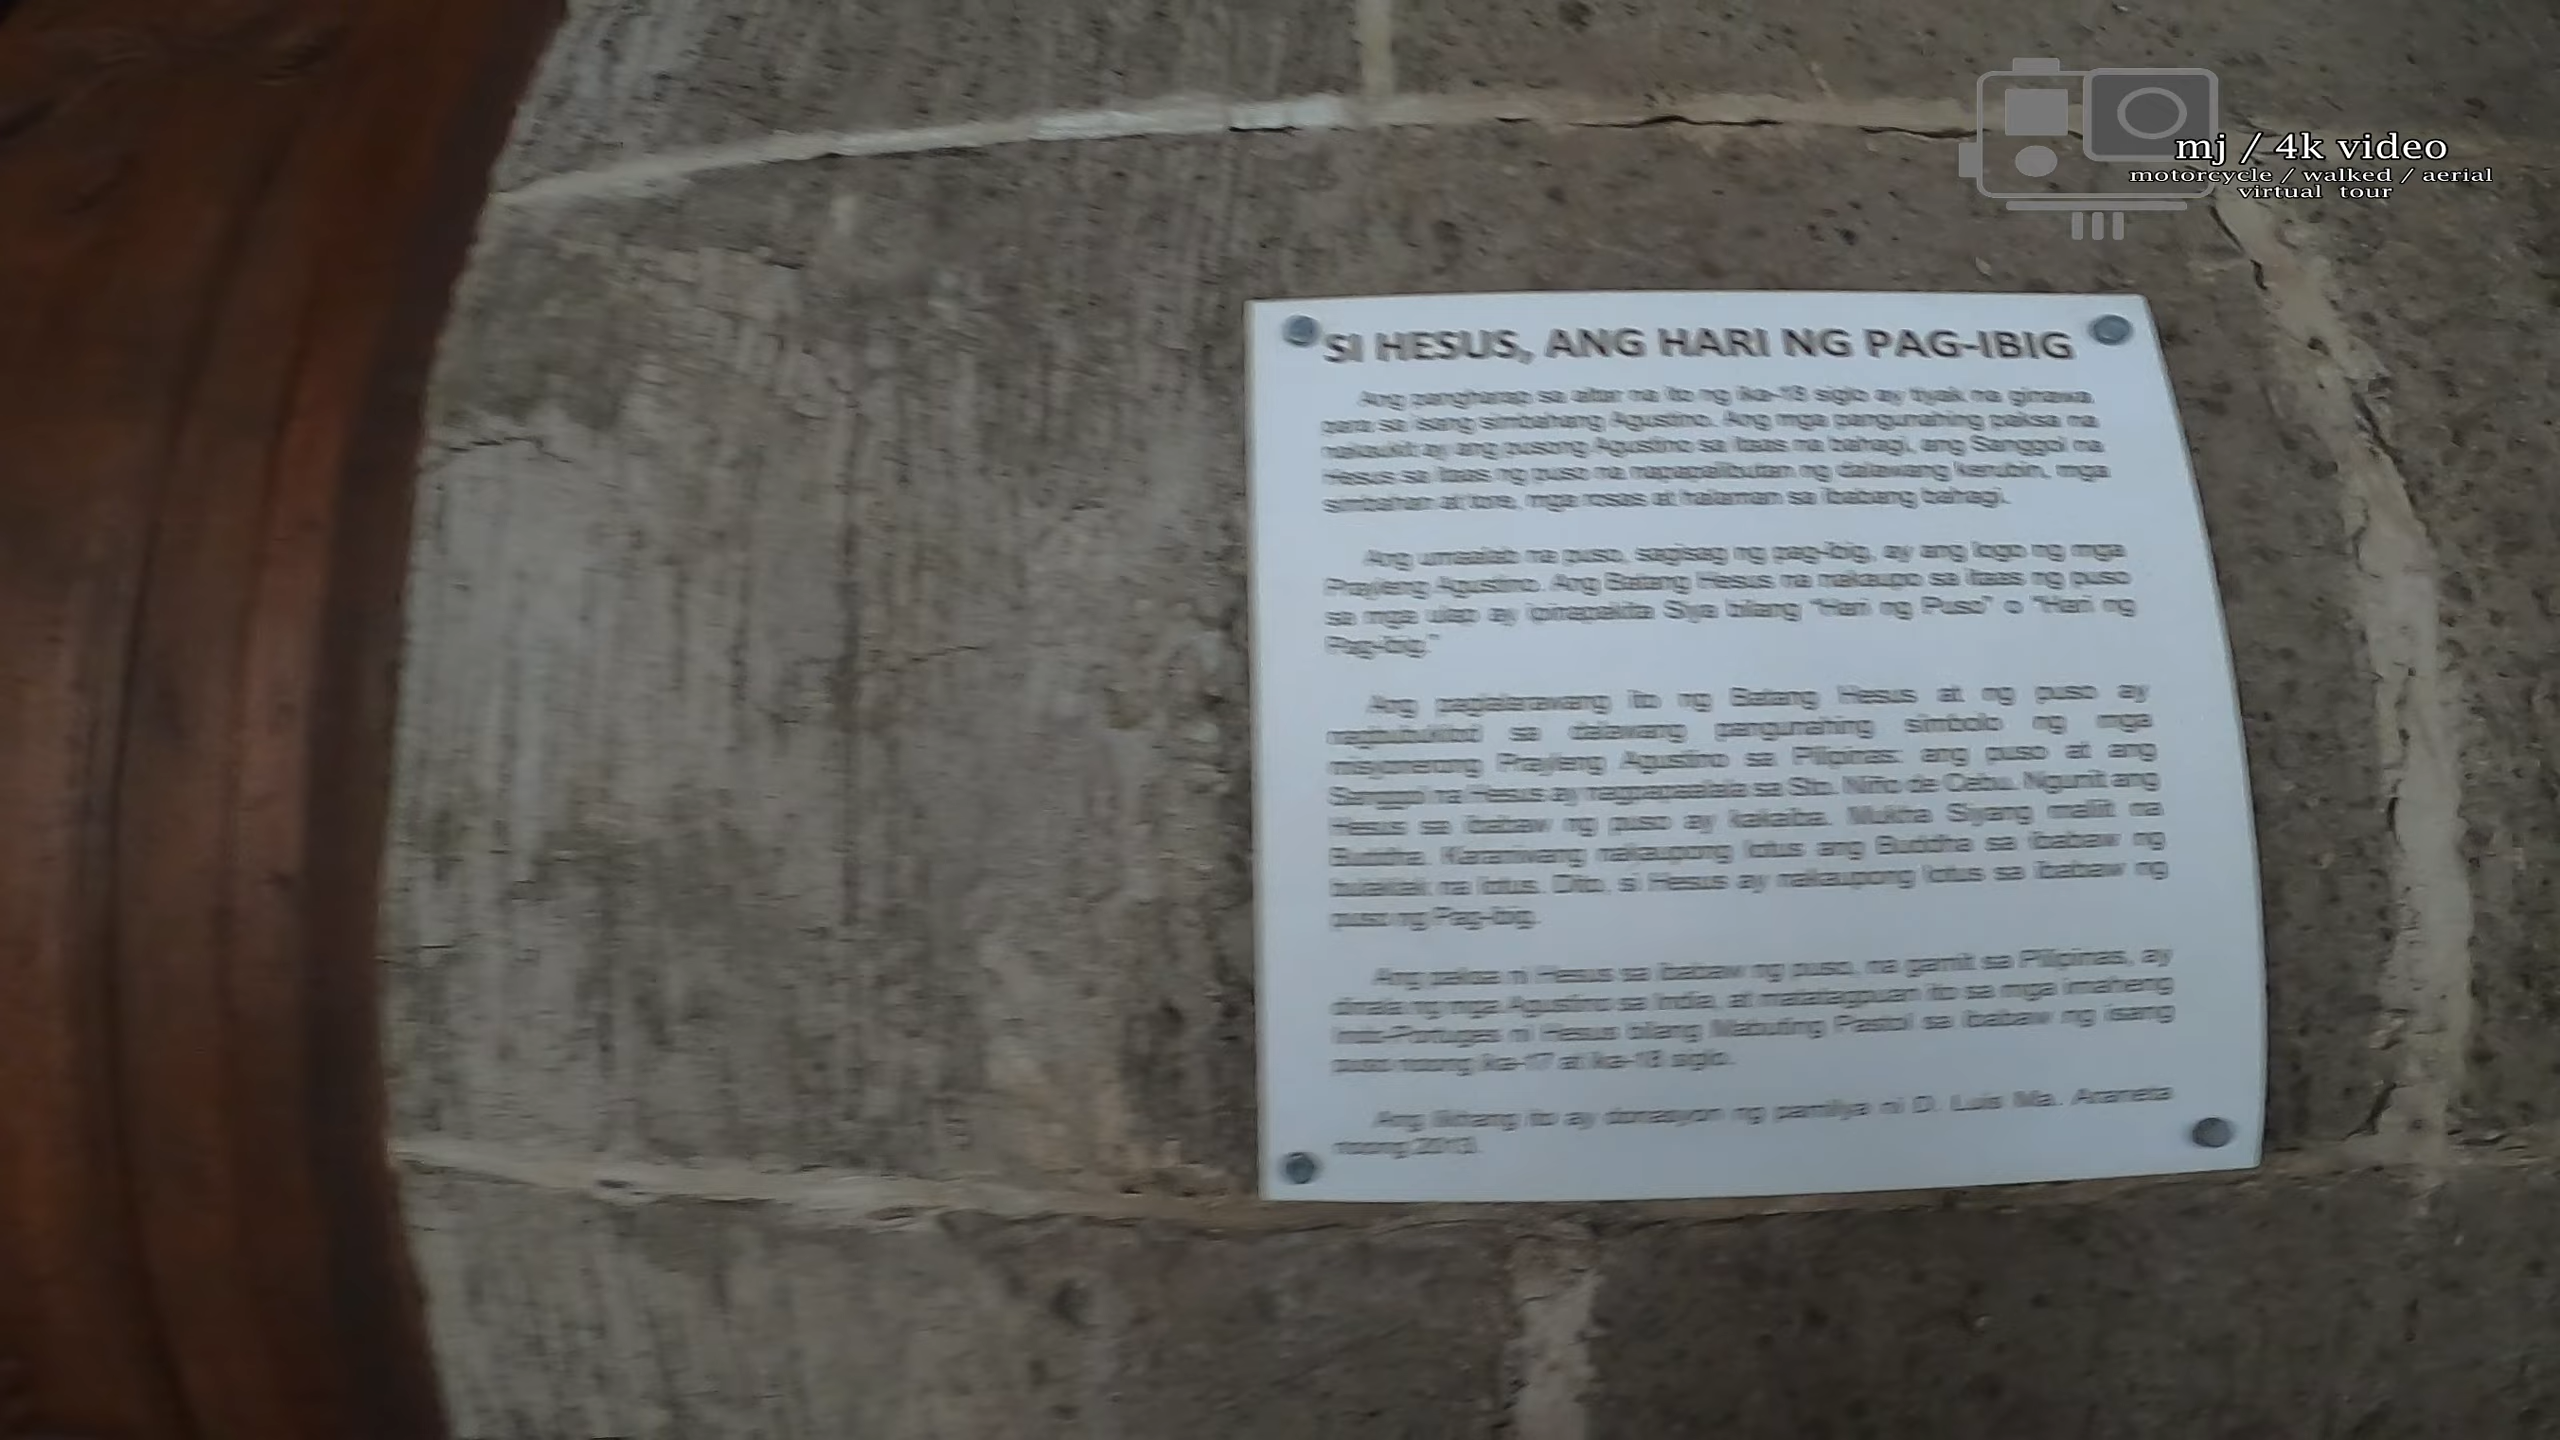 mj / 4k video
motorcycle / walked / aerial
virtual tour
SI HESUS, ANG HARI NG PAG-IBIG
Ang pangharap sa altar na ito ng ika-18 siglo ay tiyak na ginawa
para sa isang simbahang Agustino. Ang mga pangunahing paksa na
nakaukit ay ang pusong Agustino sa itaas na bahagi, ang Sanggol na
Hesus sa itaas ng puso na napapalibutan ng dalawang kerubin, mga
simbahan at tore, mga rosas at halaman sa ibabang bahagi.
Ang umaalab na puso, sagisag ng pag-ibig, ay ang logo ng mga
Prayleng Agustino. Ang Batang Hesus na nakaupo sa itaas ng puso
sa mga ulap ay ipinapakita Siya bilang "Hari ng Puso" o "Hari ng
Pag-ibig."
Ang paglalarawang ito ng Batang Hesus at ng puso ay
nagbubuklod sa dalawang pangunahing simbolo ng mga
misyonerong Prayleng Agustino sa Pilipinas: ang puso at ang
Sanggol na Hesus ay nagpapaalala sa Sto. Niño de Cebu. Ngunit ang
Hesus sa ibabaw ng puso ay kakaiba. Mukha Siyang maliit na
Buddha. Karaniwang nakaupong lotus ang Buddha sa ibabaw ng
bulaklak na lotus. Dito, si Hesus ay nakaupong lotus sa ibabaw ng
puso ng Pag-ibig.
Ang paksa ni Hesus sa ibabaw ng puso, na gamit sa Pilipinas, ay
dinala ng mga Agustino sa India, at matatagpuan ito sa mga imaheng
Indo-Portuges ni Hesus bilang Mabuting Pastol sa ibabaw ng isang
puso noong ika-17 at ika-18 siglo.
Ang likhang ito ay donasyon ng pamilya ni D. Luis Ma. Araneta
noong 2013.